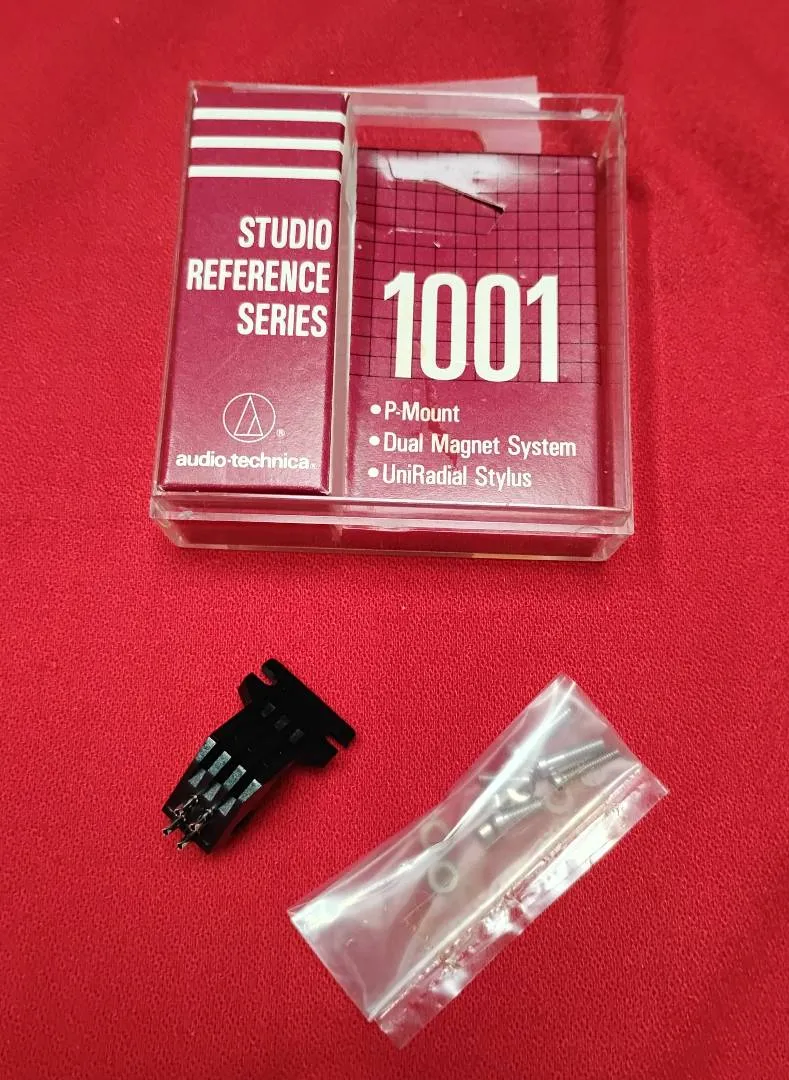 STUDIO
REFERENCE
SERIES
®
audio-technica®
1001
•P-Mount
•Dual Magnet System
•UniRadial Stylus